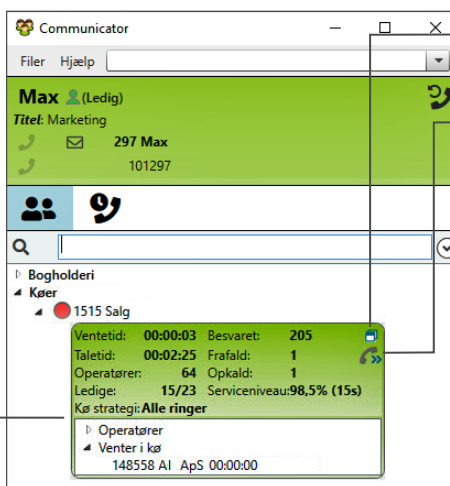 Communicator
Filer Hjælp
Max (Ledig)
Titel: Marketing
297 Max
101297
Bogholderi
Køer
1515 Salg
Ventetid: 00:00:03 Besvaret: 205
Taletid: 00:02:25 Frafald: 1
Operatører: 64 Opkald: 1
Ledige: 15/23 Serviceniveau:98,5% (15s)
Kø strategi:Alle ringer
Operatører
Venter i kø
148558 Al ApS 00:00:00